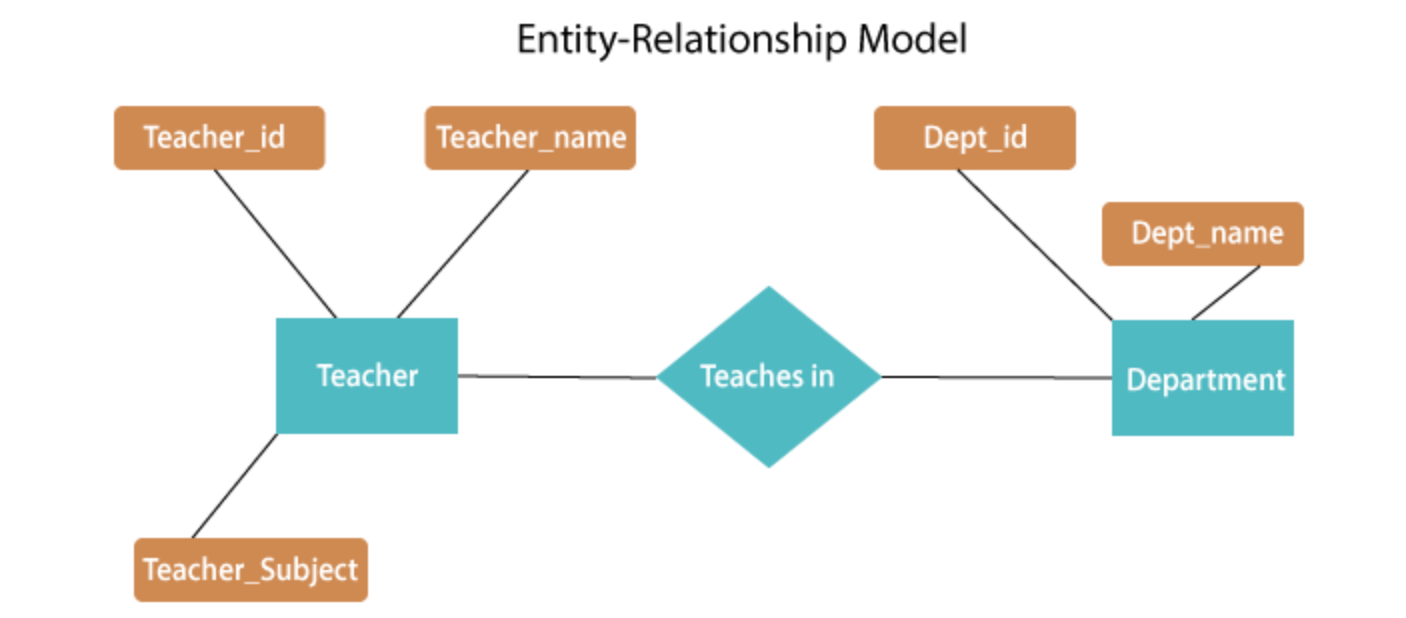 Entity-Relationship Model
Teacher_id
Teacher_name
Dept_id
Dept_name
Teacher
Teaches in
Department
Teacher_Subject